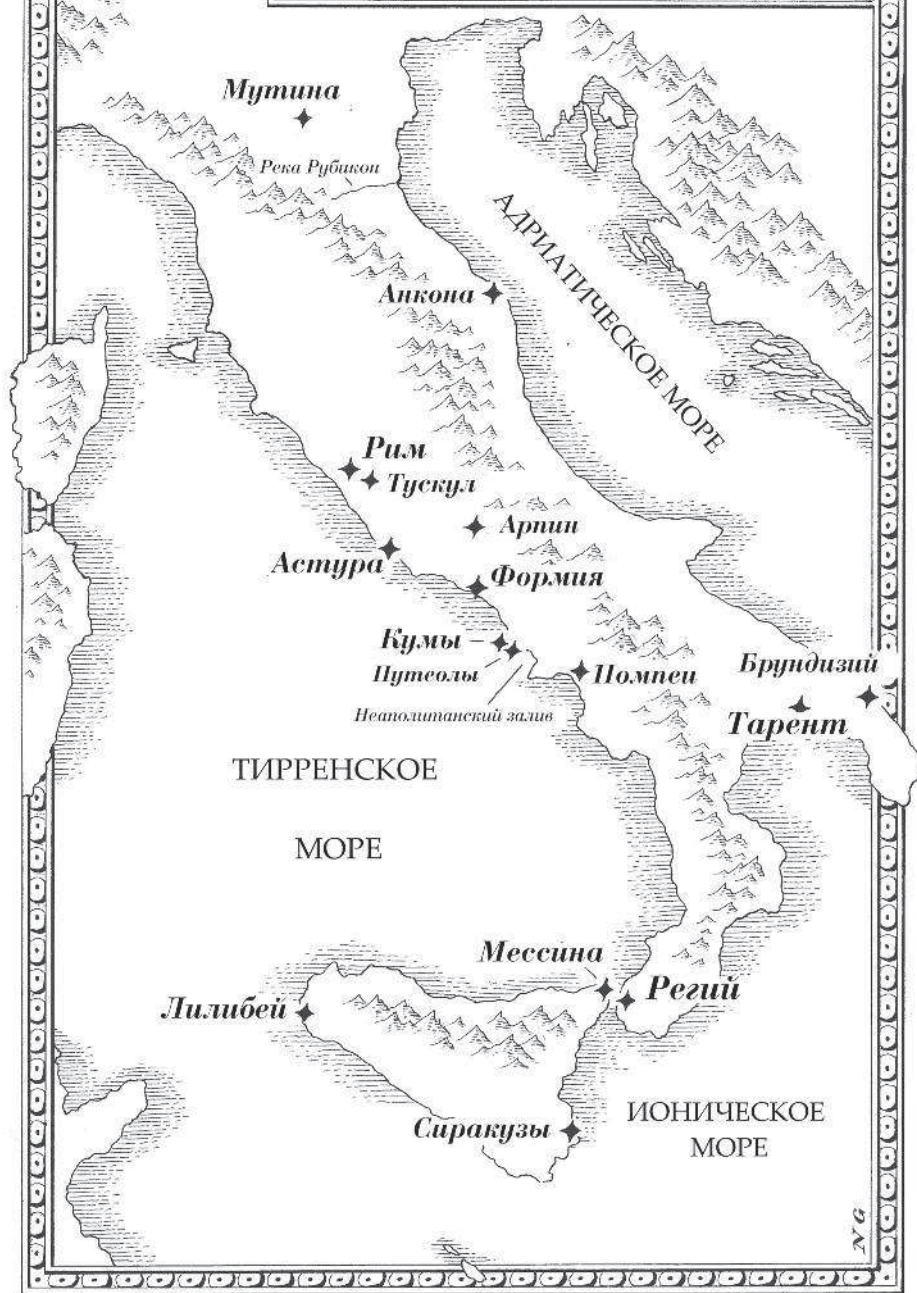 Мутина
Река Рубикон
АДРИАТИЧЕСКОЕ МОРЕ
Анкона
Рим
Тускул
Арпин
Астура
Формия
Кумы
Путеолы
Неаполитанский залив
Помпеи
Брундизий
Тарент
ТИРРЕНСКОЕ
МОРЕ
Мессина
Регий
Лилибей
Сиракузы
ИОНИЧЕСКОЕ
МОРЕ
NG